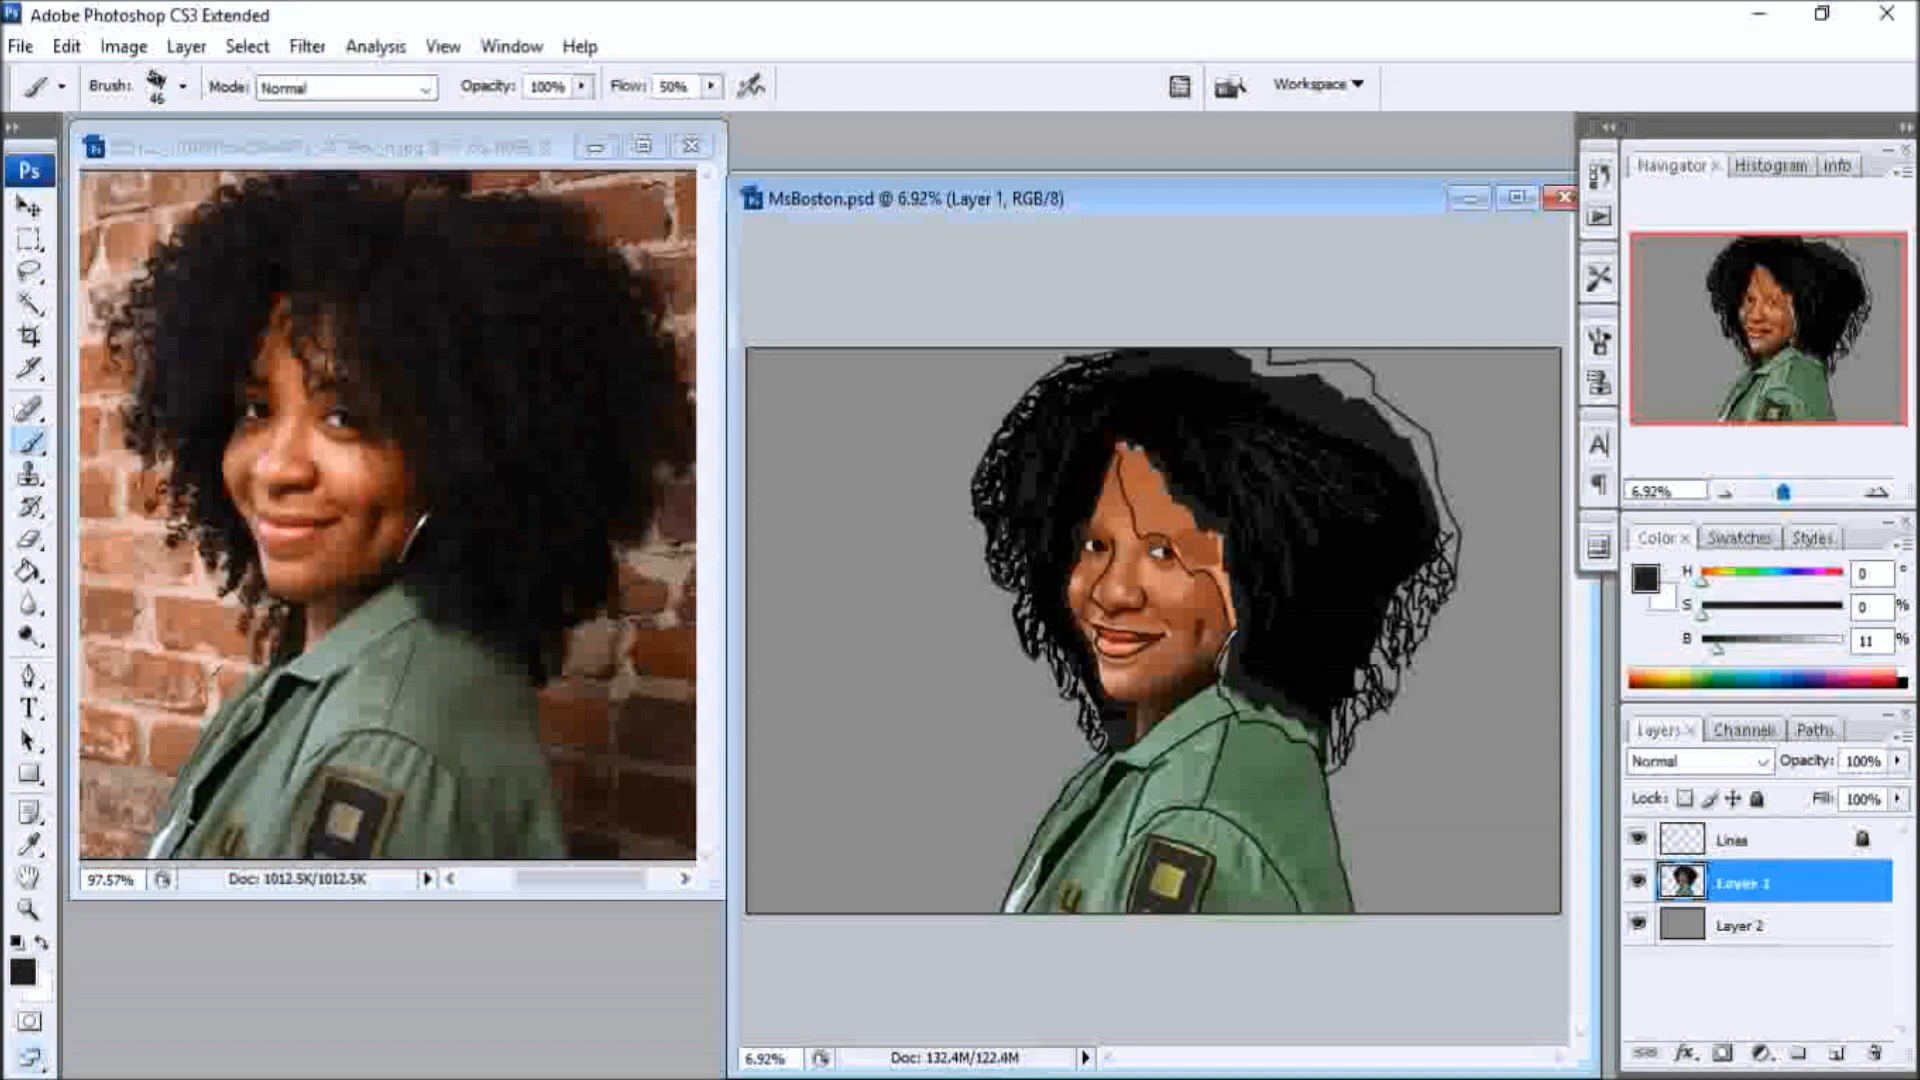 Ps Adobe Photoshop CS3 Extended
File Edit Image Layer Select Filter Analysis View Window Help
Brush: 46 Mode: Normal Opacity: 100% Flow: 50% Workspace
Ps
MsBoston.psd @ 6.92% (Layer 1, RGB/8)
Navigator x Histogram Info
6.92%
Color x Swatches Styles
H 0 °
S 0 %
B 11 %
Layers x Channels Paths
Normal Opacity: 100%
Lock: Fill: 100%
Lines
Layer 1
Layer 2
97.57% Doc: 1012.5K/1012.5K
6.92% Doc: 132.4M/122.4M